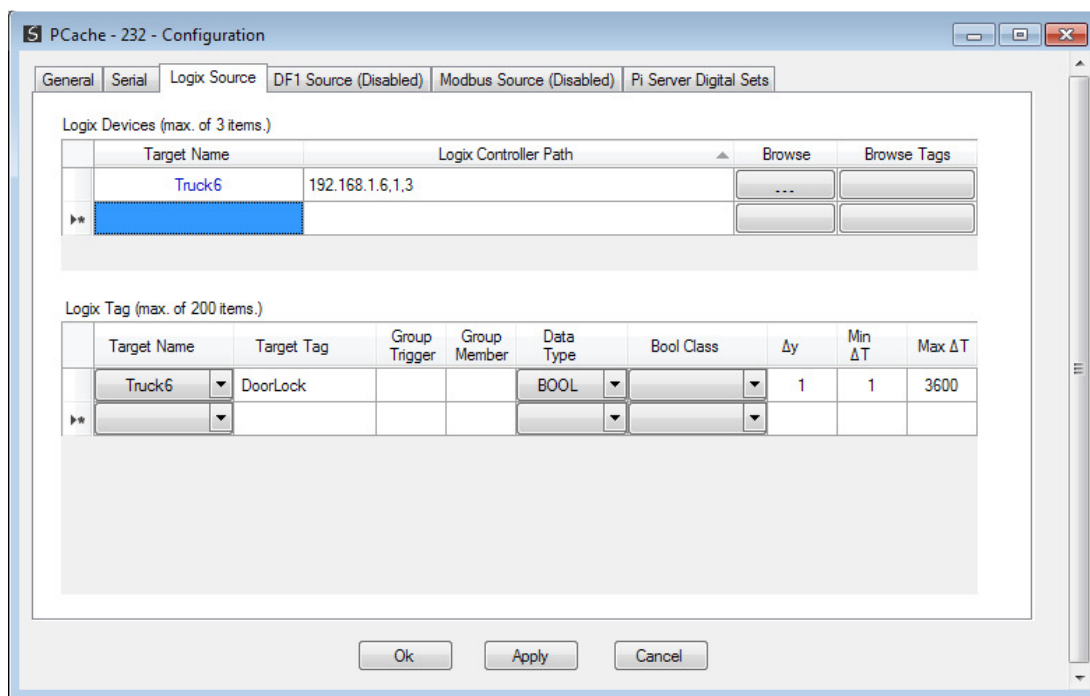 PCache - 232 - Configuration
General Serial Logix Source DF1 Source (Disabled) Modbus Source (Disabled) Pi Server Digital Sets
Logix Devices (max. of 3 items.)
Target Name Logix Controller Path Browse Browse Tags
Truck6 192.168.1.6,1,3 ...
Logix Tag (max. of 200 items.)
Target Name Target Tag Group Trigger Group Member Data Type Bool Class Δy Min ΔT Max ΔT
Truck6 DoorLock BOOL 1 1 3600
Ok Apply Cancel